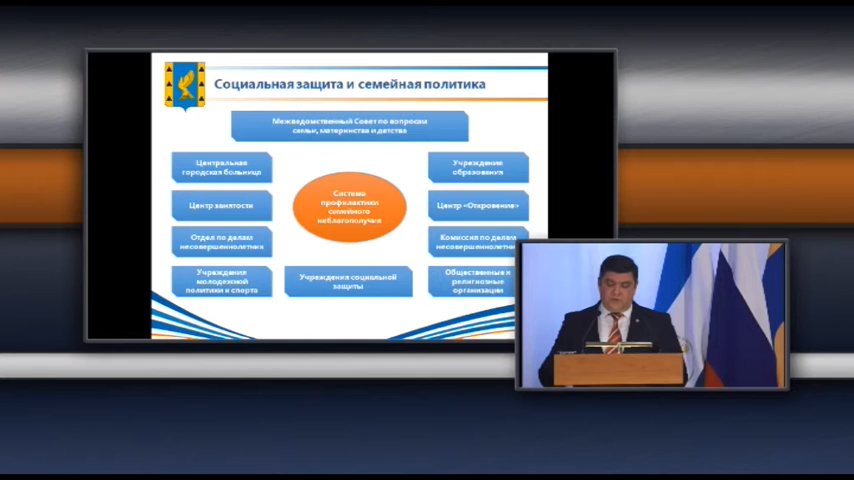 Социальная защита и семейная политика
Межведомственный Совет по вопросам
семьи, материнства и детства
Центральная
городская больница
Учреждения
образования
Система
профилактики
семейного
неблагополучия
Центр занятости
Центр «Откровение»
Отдел по делам
несовершеннолетних
Комиссия по делам
несовершеннолетн
Учреждения
молодежной
политики и спорта
Учреждения социальной
защиты
Общественные и
религиозные
организации